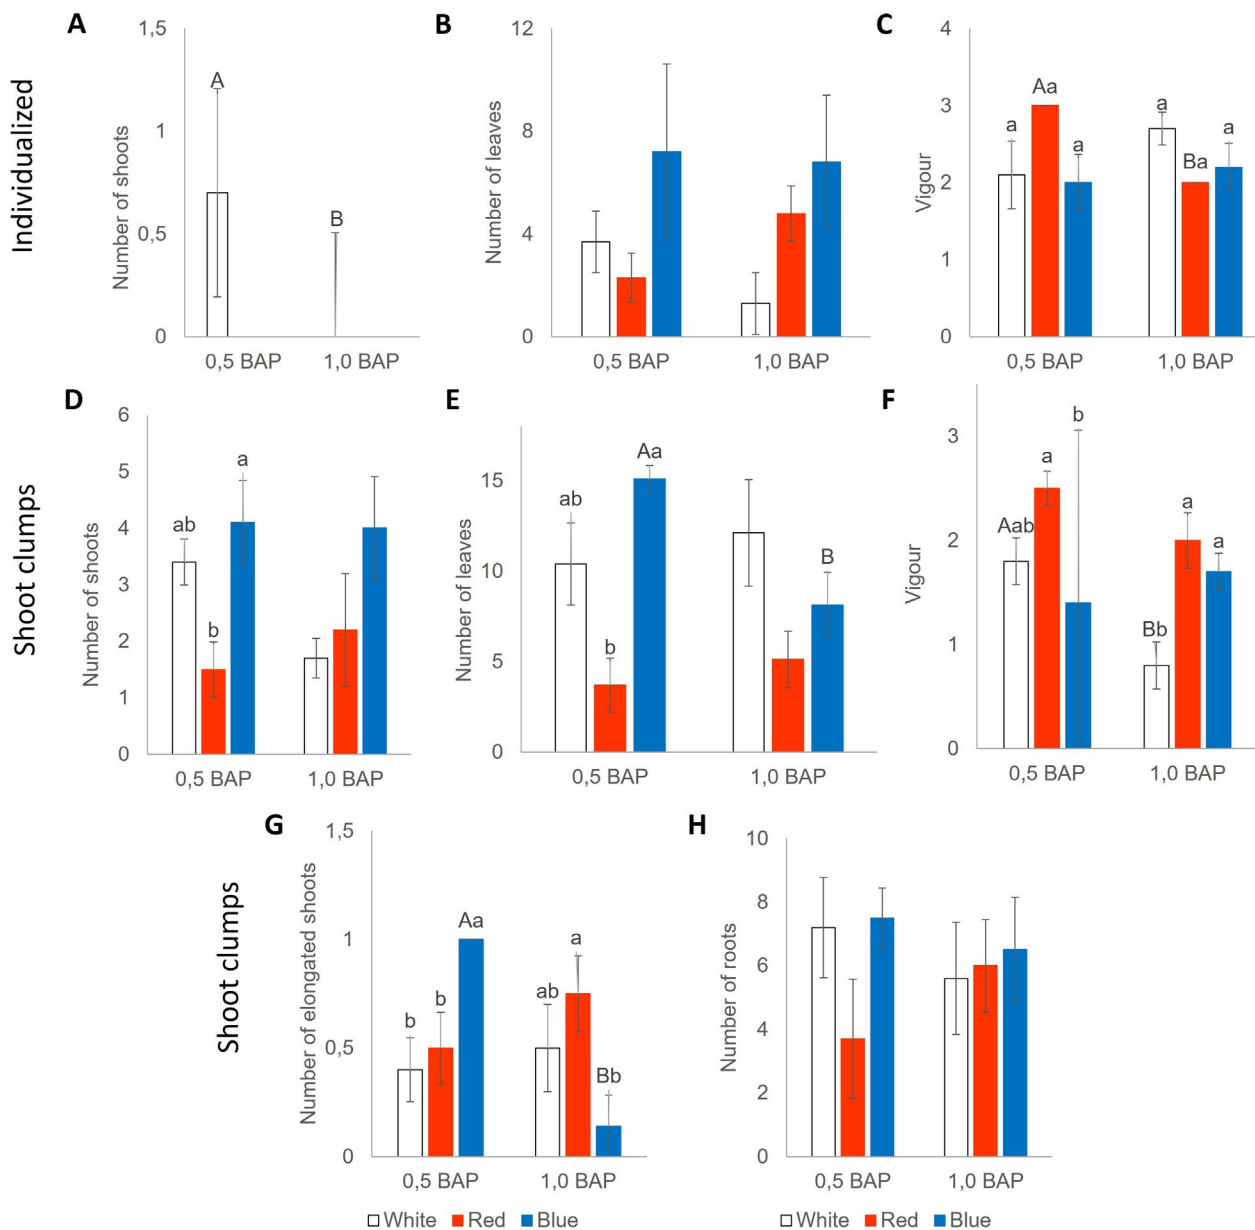 A
B
C
Individualized
Number of shoots
1,5
1
0,5
0
A
B
0,5 BAP
1,0 BAP
Number of leaves
12
8
4
0
0,5 BAP
1,0 BAP
Vigour
4
3
2
1
0
a
Aa
a
a
Ba
a
0,5 BAP
1,0 BAP
D
E
F
Shoot clumps
Number of shoots
6
5
4
3
2
1
0
ab
b
a
0,5 BAP
1,0 BAP
Number of leaves
15
10
5
0
ab
b
Aa
B
0,5 BAP
1,0 BAP
Vigour
3
2
1
0
Aab
a
b
Bb
a
a
0,5 BAP
1,0 BAP
G
H
Shoot clumps
Number of elongated shoots
1,5
1
0,5
0
b
b
Aa
ab
a
Bb
0,5 BAP
1,0 BAP
Number of roots
10
8
6
4
2
0
0,5 BAP
1,0 BAP
White Red Blue
White Red Blue